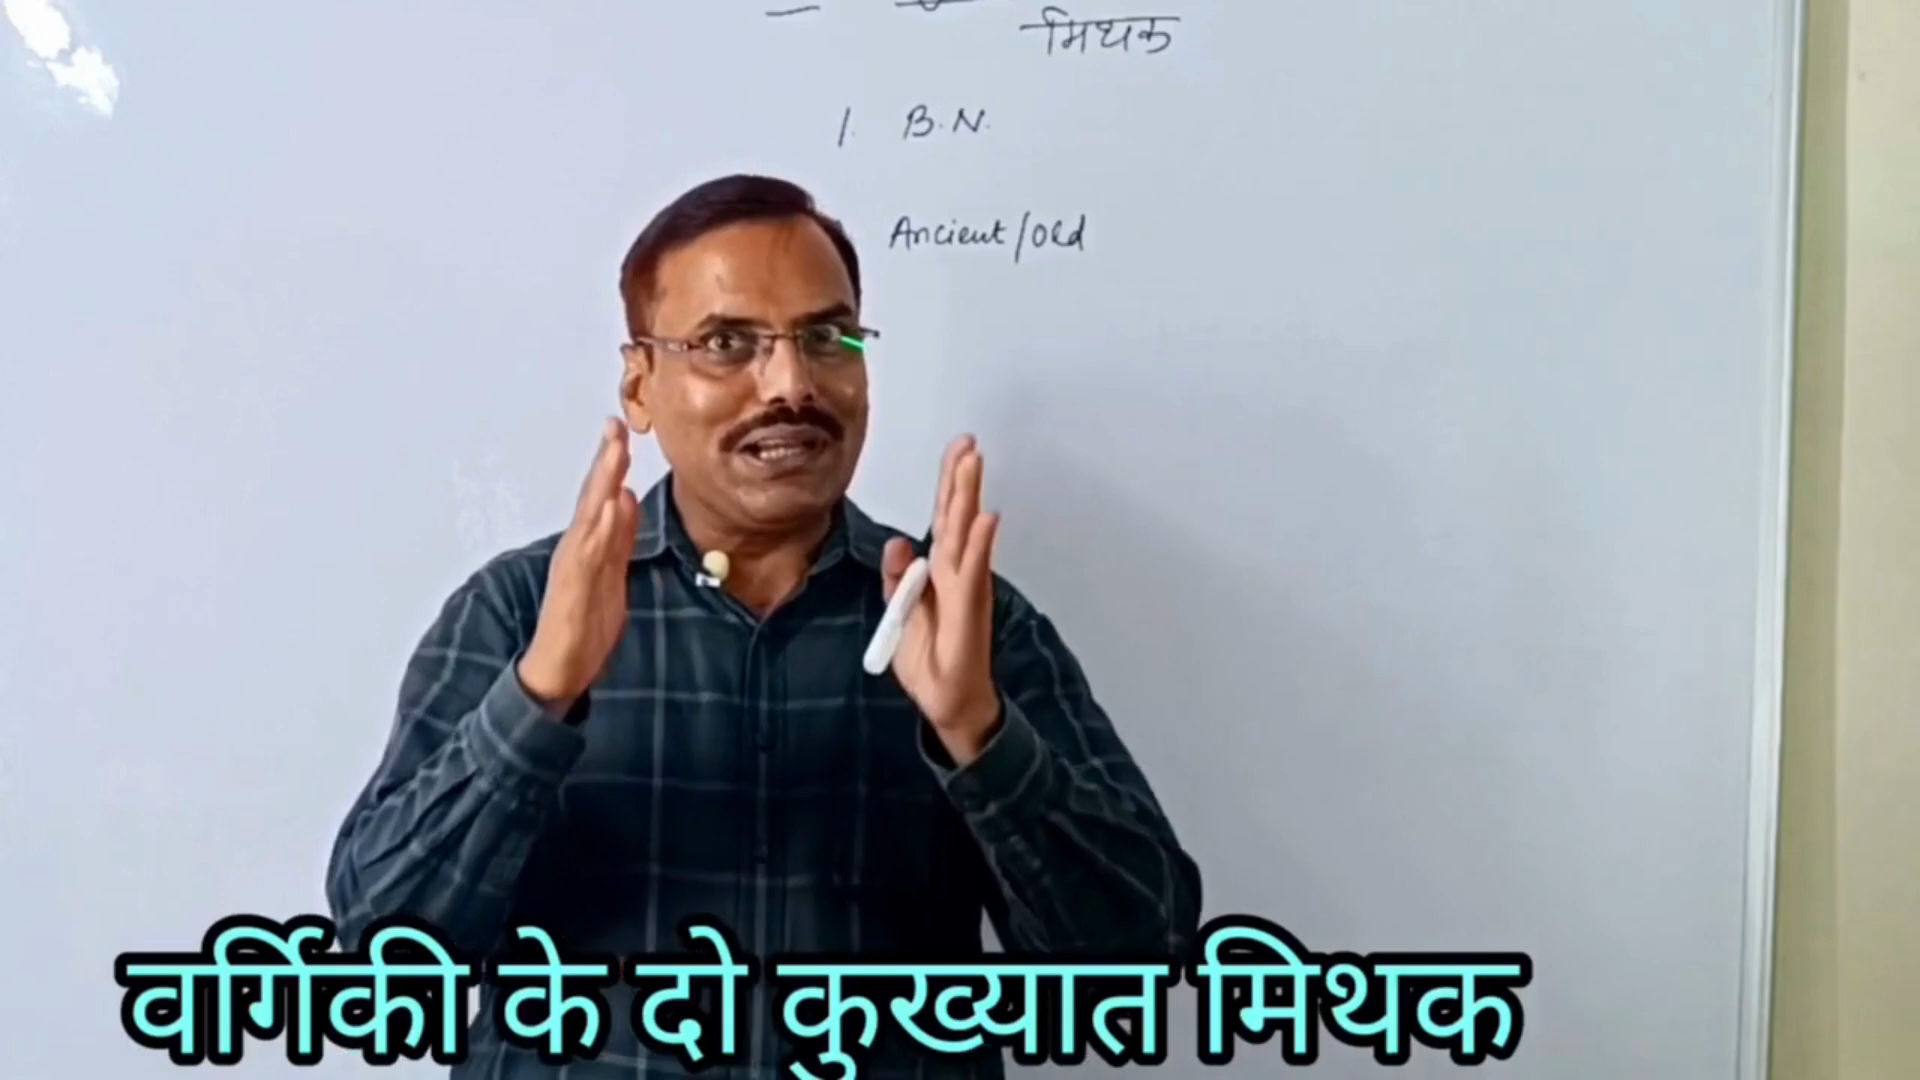 मिथक
1. B.N.
Ancient/Old
वर्गिकी के दो कुख्यात मिथक